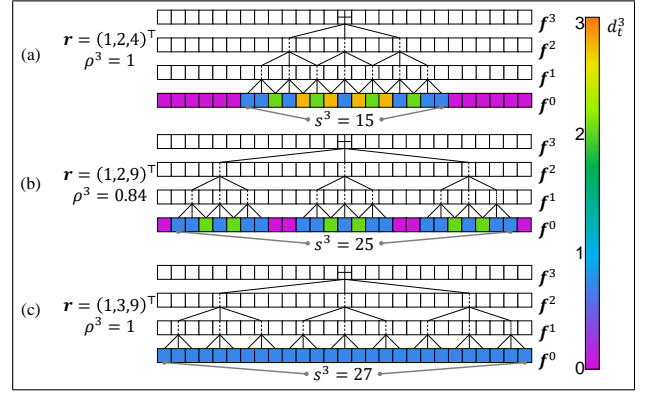 (a)
𝒓 = (1,2,4)⊤
ρ³ = 1
𝒇³
𝒇²
𝒇¹
𝒇⁰
s³ = 15
(b)
𝒓 = (1,2,9)⊤
ρ³ = 0.84
𝒇³
𝒇²
𝒇¹
𝒇⁰
s³ = 25
(c)
𝒓 = (1,3,9)⊤
ρ³ = 1
𝒇³
𝒇²
𝒇¹
𝒇⁰
s³ = 27
3
2
1
0
dₜ³